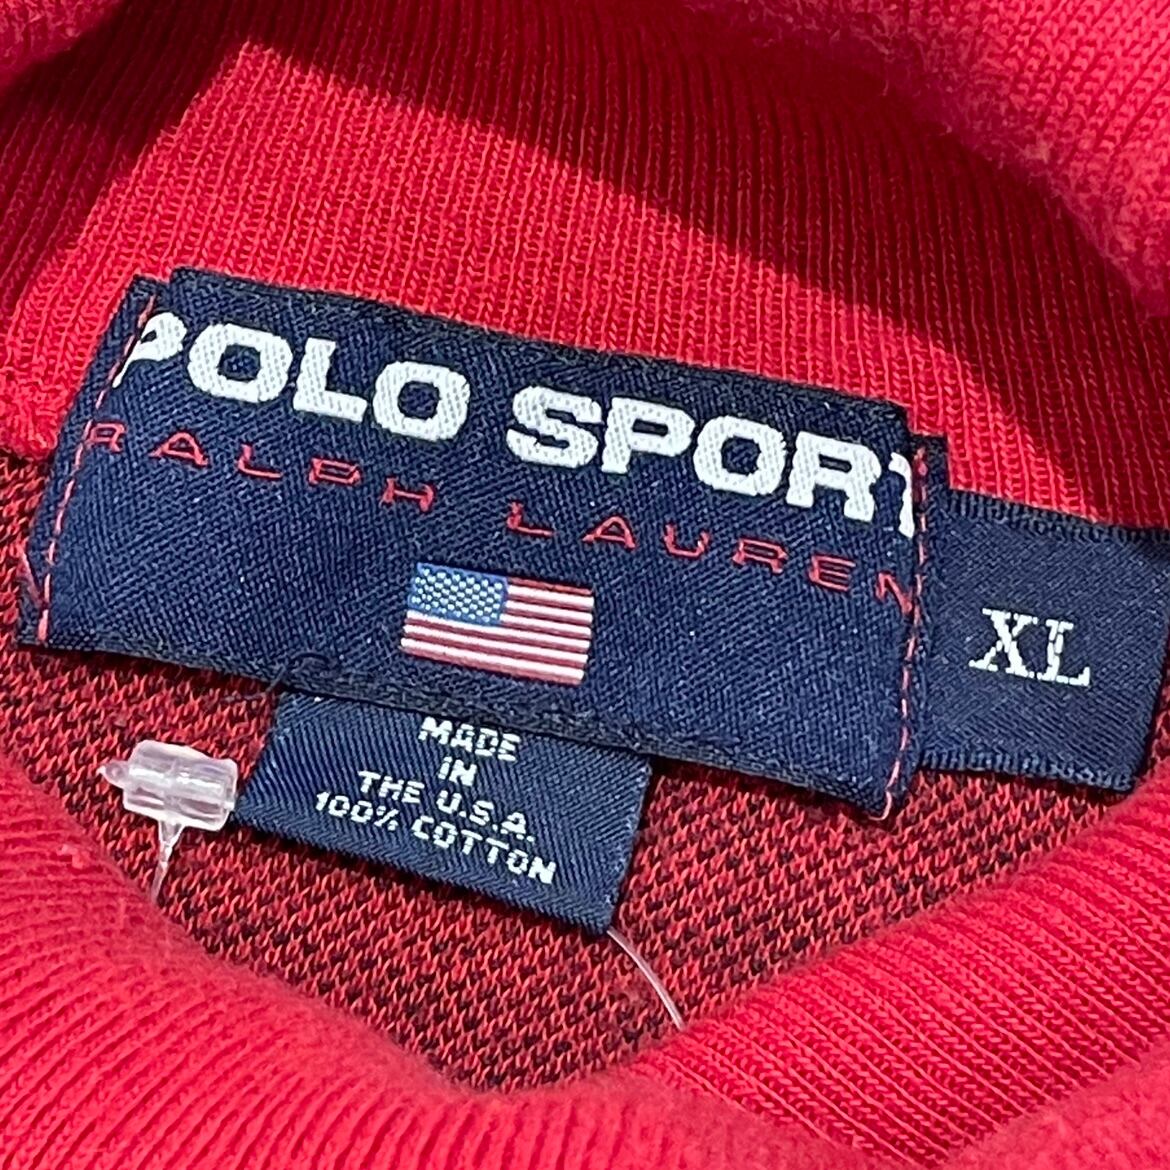 POLO SPORT
RALPH LAUREN
XL
MADE
IN
THE U.S.A.
100% COTTON